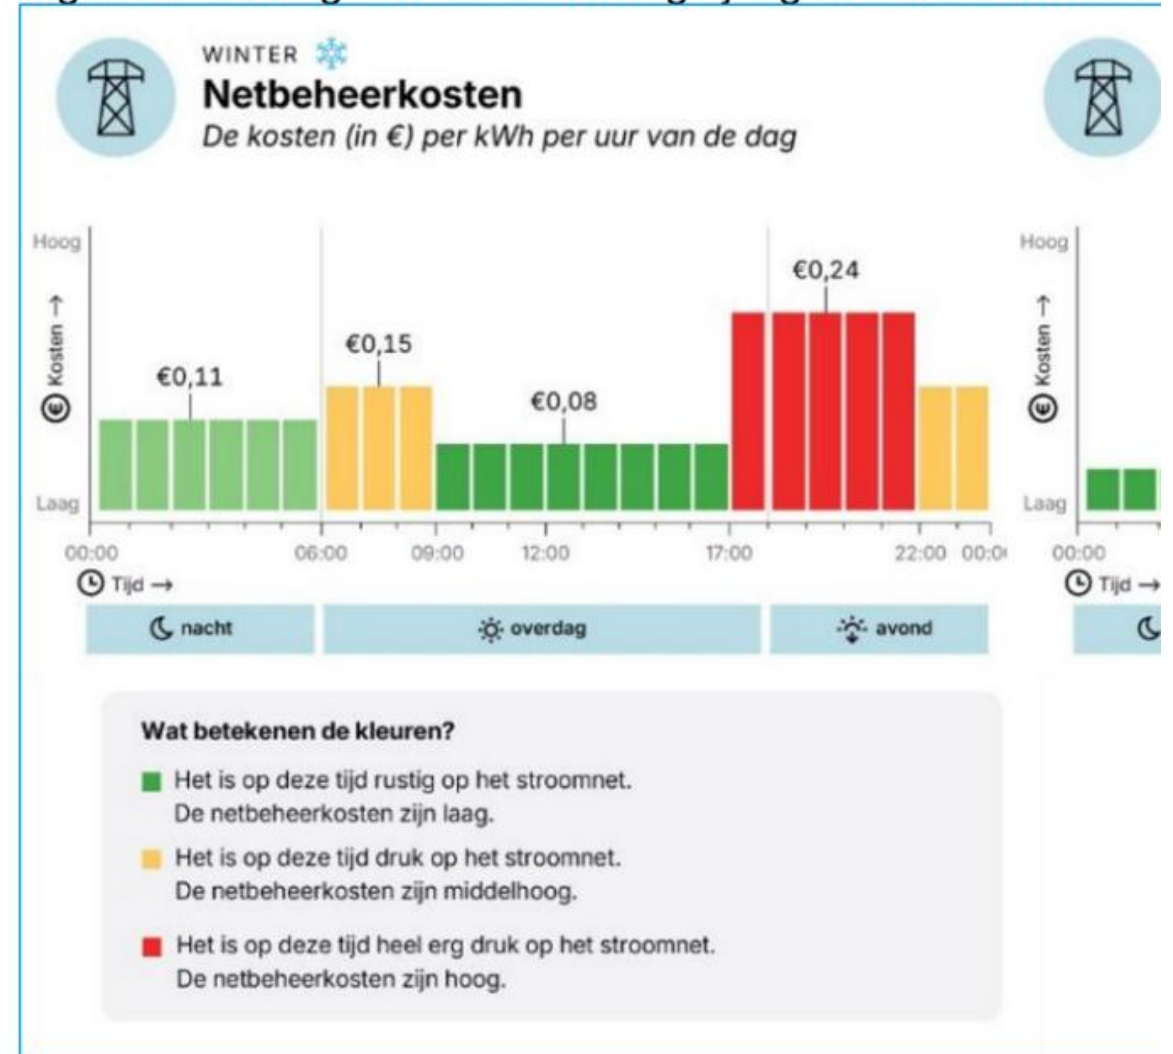 WINTER
Netbeheerkosten
De kosten (in €) per kWh per uur van de dag
Hoog
€ Kosten →
Laag
€0,11
€0,15
€0,08
€0,24
00:00 06:00 09:00 12:00 17:00 22:00 00:0
Tijd →
nacht
overdag
avond
Hoog
€ Kosten →
Laag
00:00
Tijd →
Wat betekenen de kleuren?
Het is op deze tijd rustig op het stroomnet.
De netbeheerkosten zijn laag.
Het is op deze tijd druk op het stroomnet.
De netbeheerkosten zijn middelhoog.
Het is op deze tijd heel erg druk op het stroomnet.
De netbeheerkosten zijn hoog.